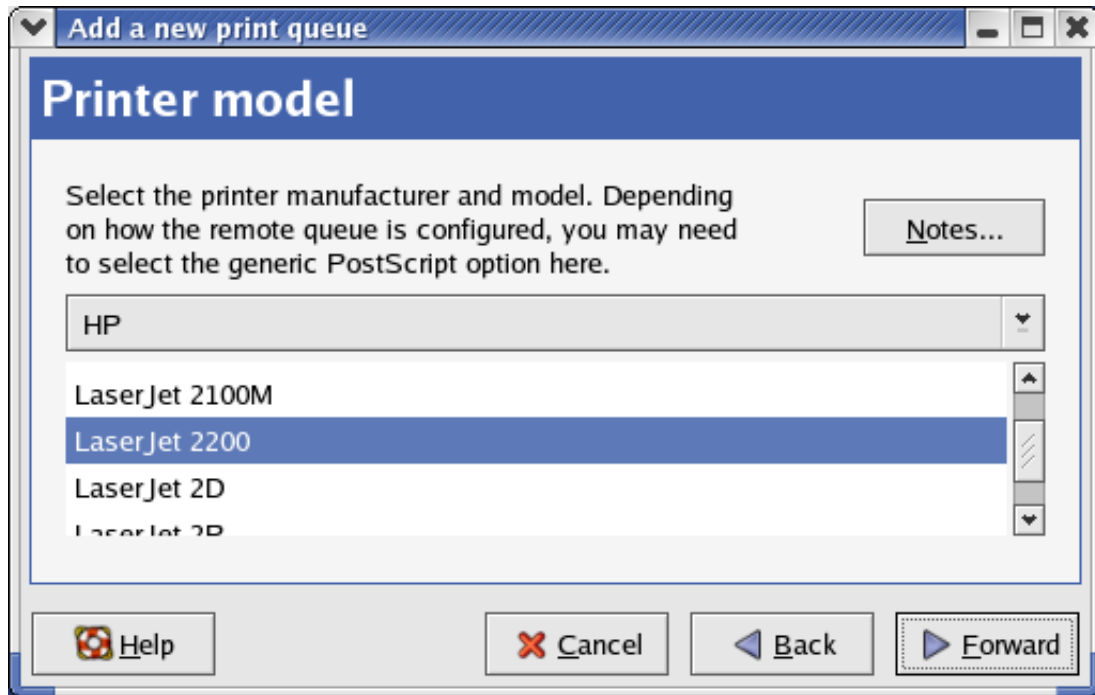 Add a new print queue
Printer model
Select the printer manufacturer and model. Depending
on how the remote queue is configured, you may need
to select the generic PostScript option here.
Notes...
HP
LaserJet 2100M
LaserJet 2200
LaserJet 2D
Help
Cancel
Back
Forward